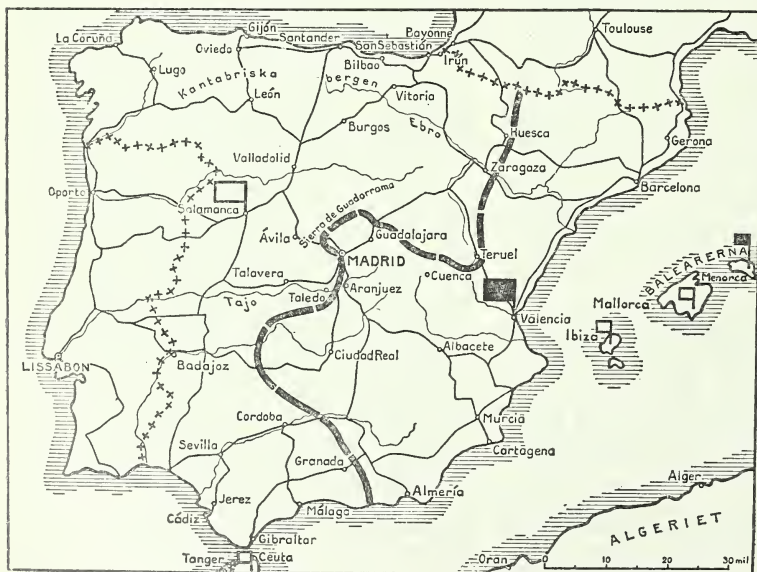 La Coruña
Gijón
Santander
Bayonne
Toulouse
Oviedo
San Sebastián
Irún
Bilbao
Lugo
Kantabriska bergen
León
Vitoria
Burgos
Ebro
Huesca
Gerona
Valladolid
Zaragoza
Oporto
Salamanca
Barcelona
Sierra de Guadarrama
Ávila
Guadalajara
MADRID
Teruel
BALEARERNA
Menorca
Talavera
Cuenca
Mallorca
Tajo
Toledo
Aranjuez
Valencia
Ibiza
LISSABON
Badajoz
Ciudad Real
Albacete
Cordoba
Murcia
Sevilla
Cartagena
Granada
Alger
Jerez
Almería
Cádiz
Málaga
ALGERIET
Gibraltar
Tanger
Ceuta
Oran
0 10 20 30 mil